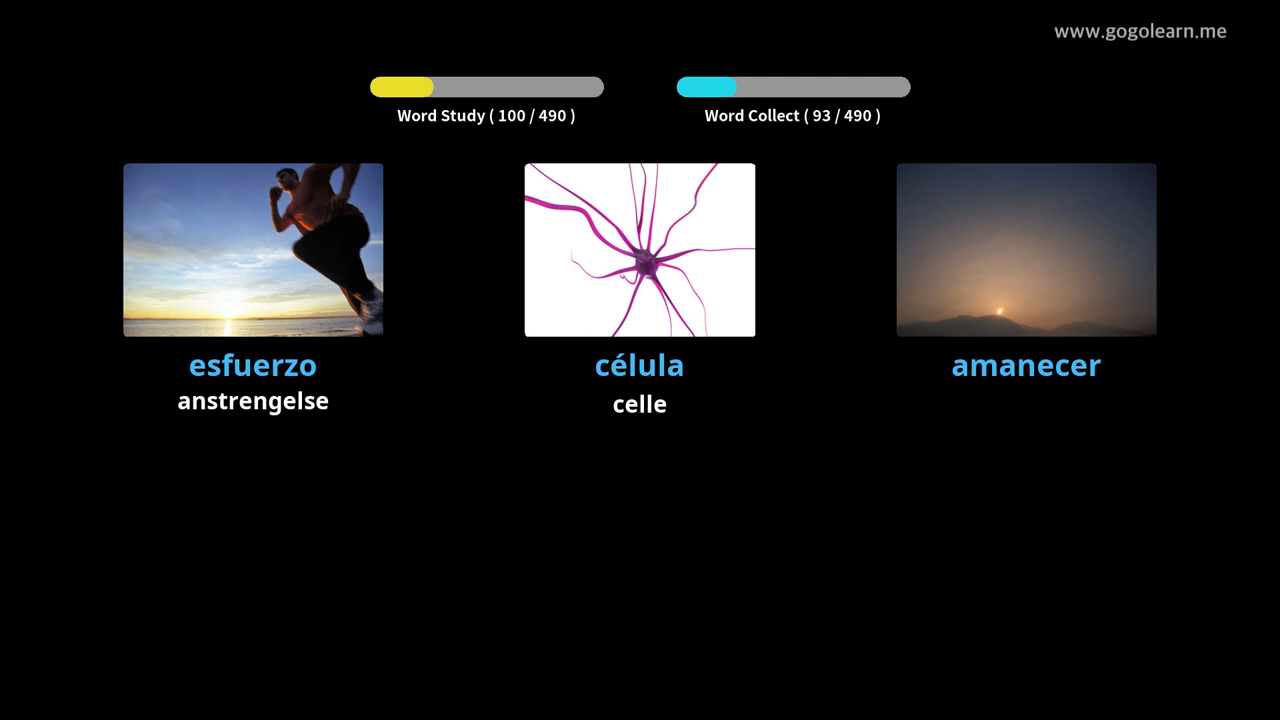 www.gogolearn.me
Word Study ( 100 / 490 )
Word Collect ( 93 / 490 )
esfuerzo
anstrengelse
célula
celle
amanecer